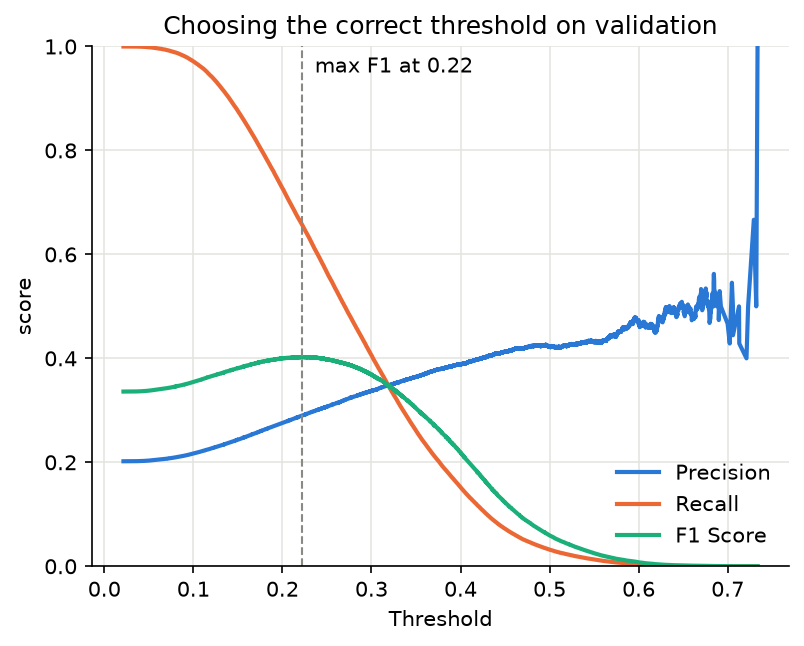 Choosing the correct threshold on validation
max F1 at 0.22
score
1.0
0.8
0.6
0.4
0.2
0.0
Precision
Recall
F1 Score
0.0 0.1 0.2 0.3 0.4 0.5 0.6 0.7
Threshold